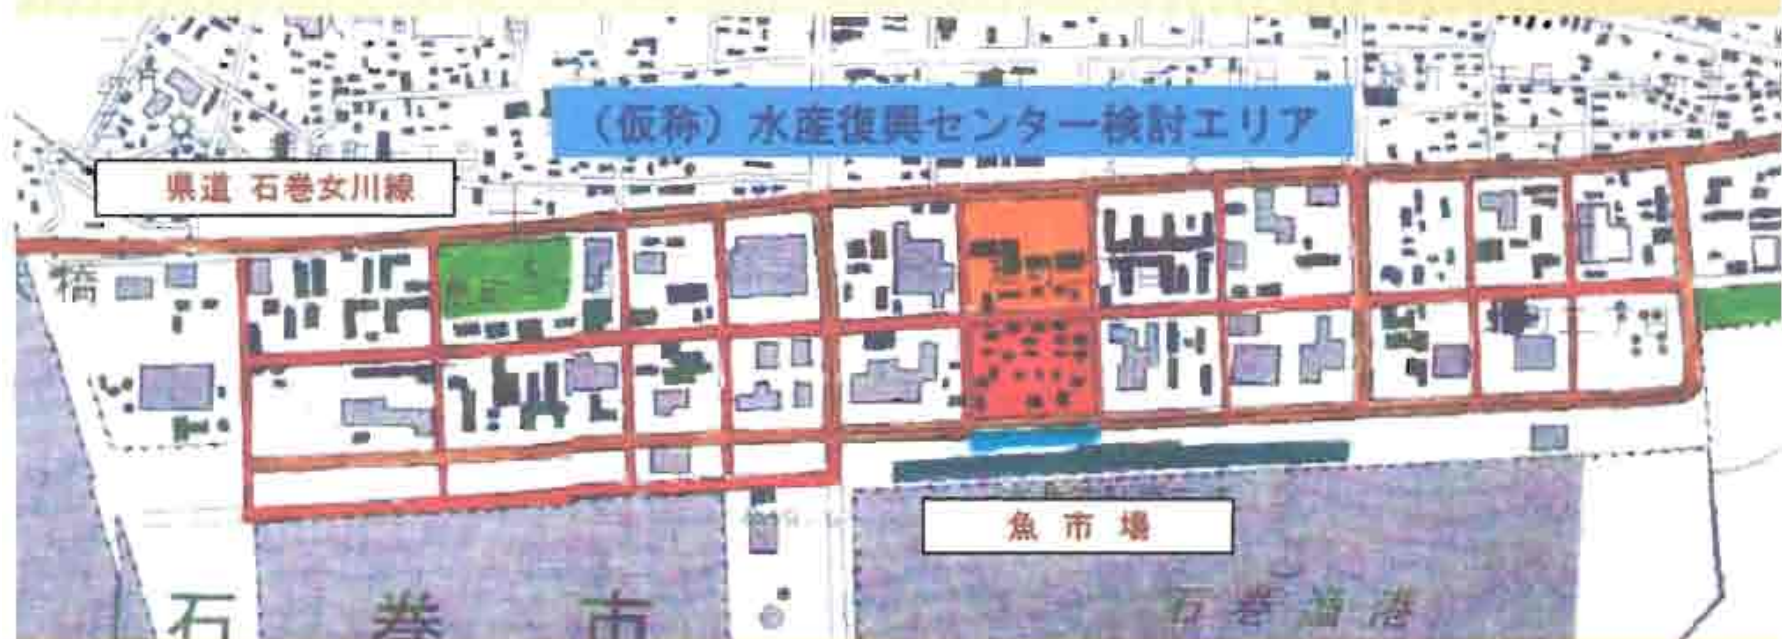 （仮称）水産復興センター検討エリア
県道 石巻女川線
橋
魚市場
石巻市
石巻漁港